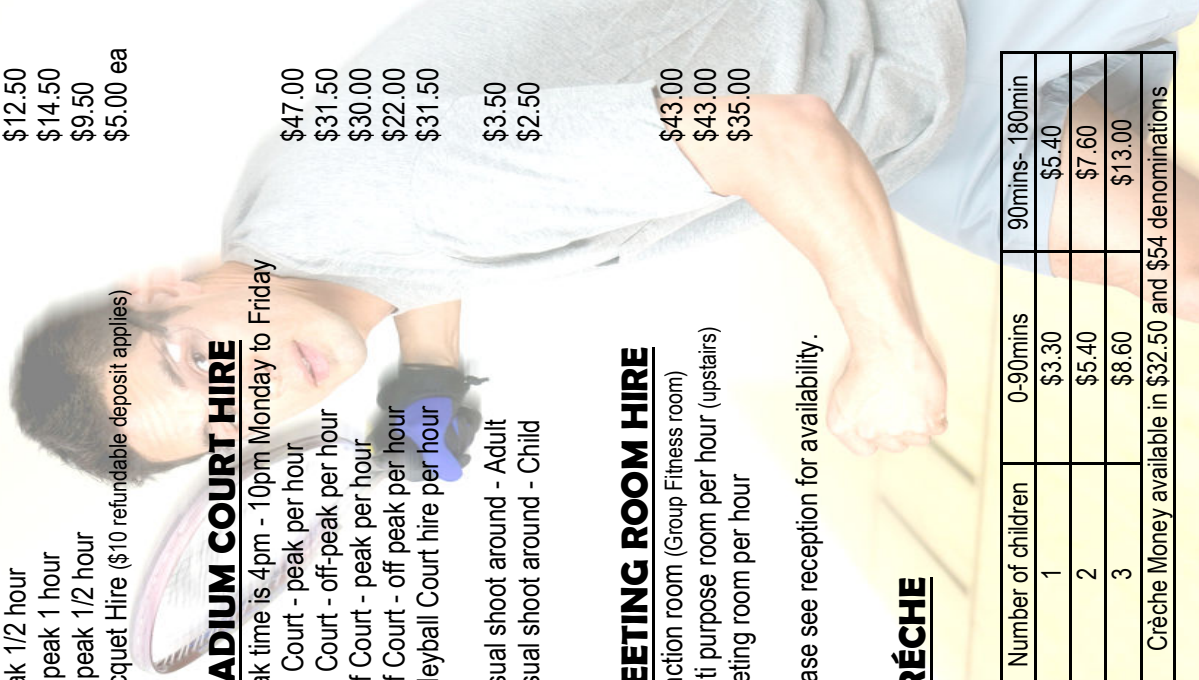 ak 1/2 hour $12.50
peak 1 hour $14.50
peak 1/2 hour $9.50
cquet Hire ($10 refundable deposit applies) $5.00 ea
ADIUM COURT HIRE
ak time is 4pm - 10pm Monday to Friday
Court - peak per hour $47.00
Court - off-peak per hour $31.50
f Court - peak per hour $30.00
f Court - off peak per hour $22.00
leyball Court hire per hour $31.50
sual shoot around - Adult $3.50
sual shoot around - Child $2.50
EETING ROOM HIRE
ction room (Group Fitness room) $43.00
ti purpose room per hour (upstairs) $43.00
eting room per hour $35.00
ase see reception for availability.
RÉCHE
Number of children 0-90mins 90mins- 180min
1 $3.30 $5.40
2 $5.40 $7.60
3 $8.60 $13.00
Crèche Money available in $32.50 and $54 denominations